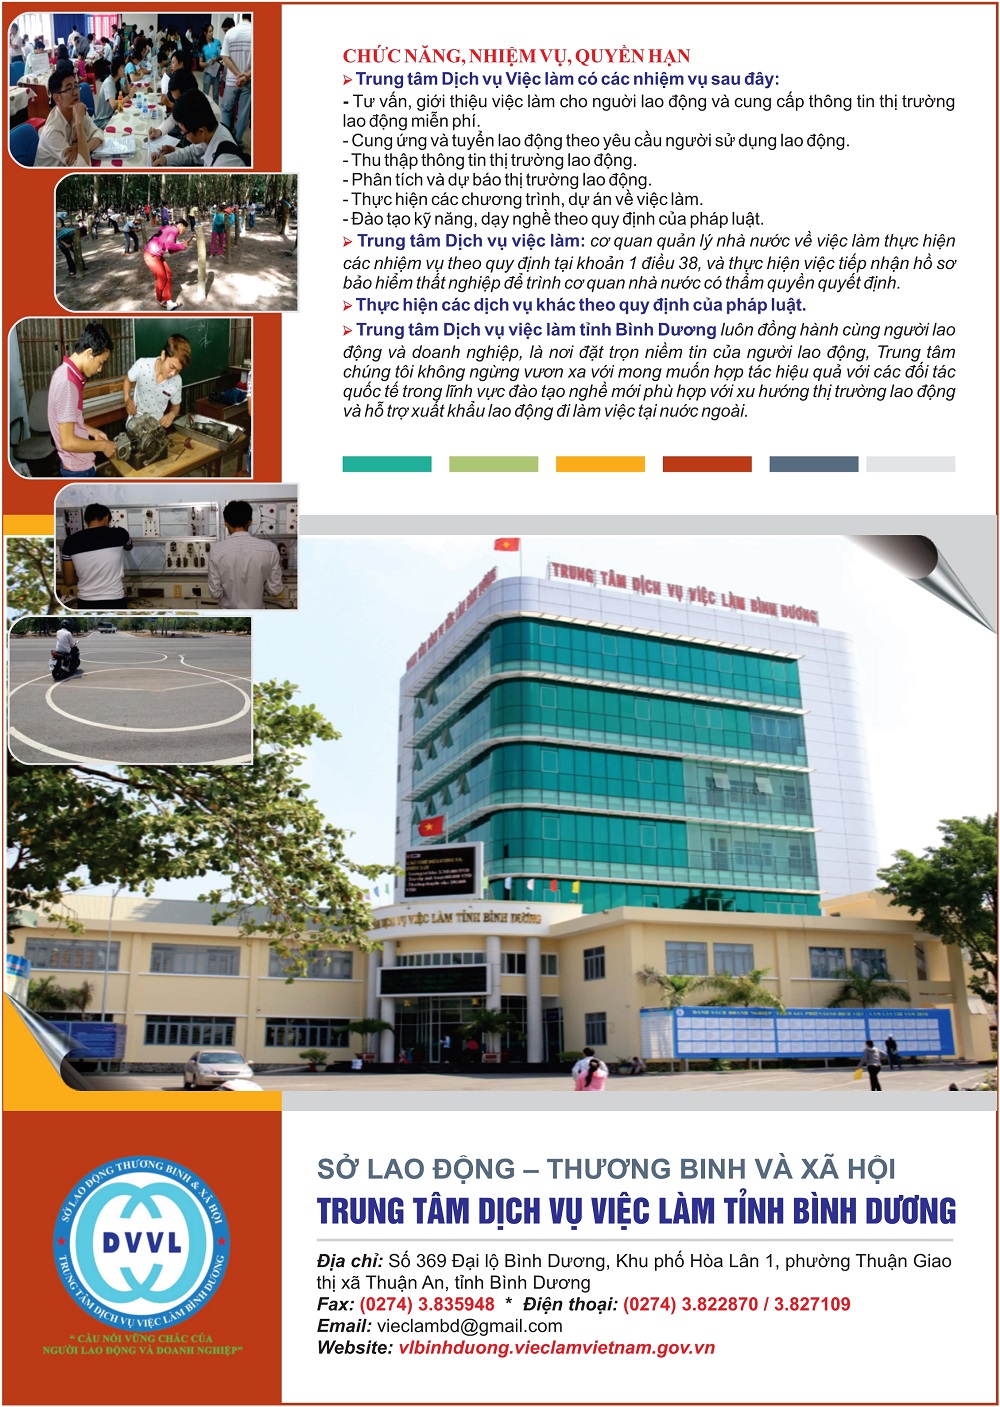 CHỨC NĂNG, NHIỆM VỤ, QUYỀN HẠN
Trung tâm Dịch vụ Việc làm có các nhiệm vụ sau đây:
- Tư vấn, giới thiệu việc làm cho nguời lao động và cung cấp thông tin thị trường
lao động miễn phí.
- Cung ứng và tuyển lao động theo yêu cầu người sử dụng lao động.
- Thu thập thông tin thị trường lao động.
- Phân tích và dự báo thị trường lao động.
- Thực hiện các chương trình, dự án về việc làm.
- Đào tạo kỹ năng, dạy nghề theo quy định của pháp luật.
Trung tâm Dịch vụ việc làm: cơ quan quản lý nhà nước về việc làm thực hiện
các nhiệm vụ theo quy định tại khoản 1 điều 38, và thực hiện việc tiếp nhận hồ sơ
bảo hiểm thất nghiệp để trình cơ quan nhà nước có thẩm quyền quyết định.
Thực hiện các dịch vụ khác theo quy định của pháp luật.
Trung tâm Dịch vụ việc làm tỉnh Bình Dương luôn đồng hành cùng người lao
động và doanh nghiệp, là nơi đặt trọn niềm tin của người lao động, Trung tâm
chúng tôi không ngừng vươn xa với mong muốn hợp tác hiệu quả với các đối tác
quốc tế trong lĩnh vực đào tạo nghề mới phù hợp với xu hướng thị trường lao động
và hỗ trợ xuất khẩu lao động đi làm việc tại nuớc ngoài.
TRUNG TÂM DỊCH VỤ VIỆC LÀM BÌNH DƯƠNG
DỊCH VỤ VIỆC LÀM TỈNH BÌNH DƯƠNG
SỞ LAO ĐỘNG THƯƠNG BINH & XÃ HỘI
DVVL
TRUNG TÂM DỊCH VỤ VIỆC LÀM BÌNH DƯƠNG
" CẦU NỐI VỮNG CHẮC CỦA
NGƯỜI LAO ĐỘNG VÀ DOANH NGHIỆP"
SỞ LAO ĐỘNG – THƯƠNG BINH VÀ XÃ HỘI
TRUNG TÂM DỊCH VỤ VIỆC LÀM TỈNH BÌNH DƯƠNG
Địa chỉ: Số 369 Đại lộ Bình Dương, Khu phố Hòa Lân 1, phường Thuận Giao
thị xã Thuận An, tỉnh Bình Dương
Fax: (0274) 3.835948 * Điện thoại: (0274) 3.822870 / 3.827109
Email: vieclambd@gmail.com
Website: vlbinhduong.vieclamvietnam.gov.vn